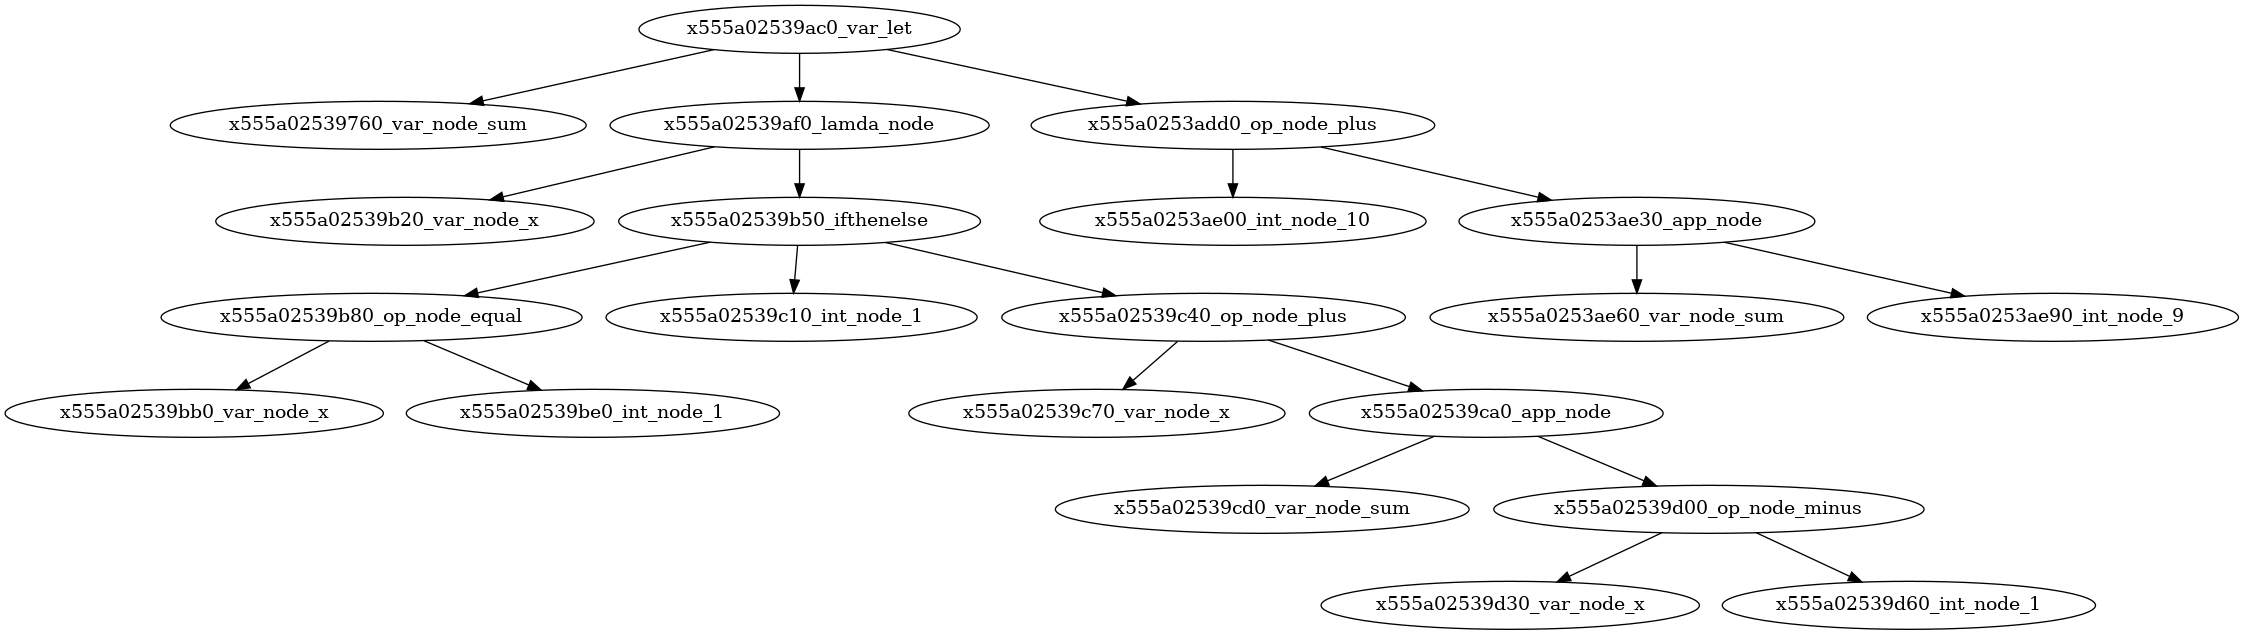 x555a02539ac0_var_let
x555a02539760_var_node_sum
x555a02539af0_lamda_node
x555a0253add0_op_node_plus
x555a02539b20_var_node_x
x555a02539b50_ifthenelse
x555a0253ae00_int_node_10
x555a0253ae30_app_node
x555a02539b80_op_node_equal
x555a02539c10_int_node_1
x555a02539c40_op_node_plus
x555a0253ae60_var_node_sum
x555a0253ae90_int_node_9
x555a02539bb0_var_node_x
x555a02539be0_int_node_1
x555a02539c70_var_node_x
x555a02539ca0_app_node
x555a02539cd0_var_node_sum
x555a02539d00_op_node_minus
x555a02539d30_var_node_x
x555a02539d60_int_node_1